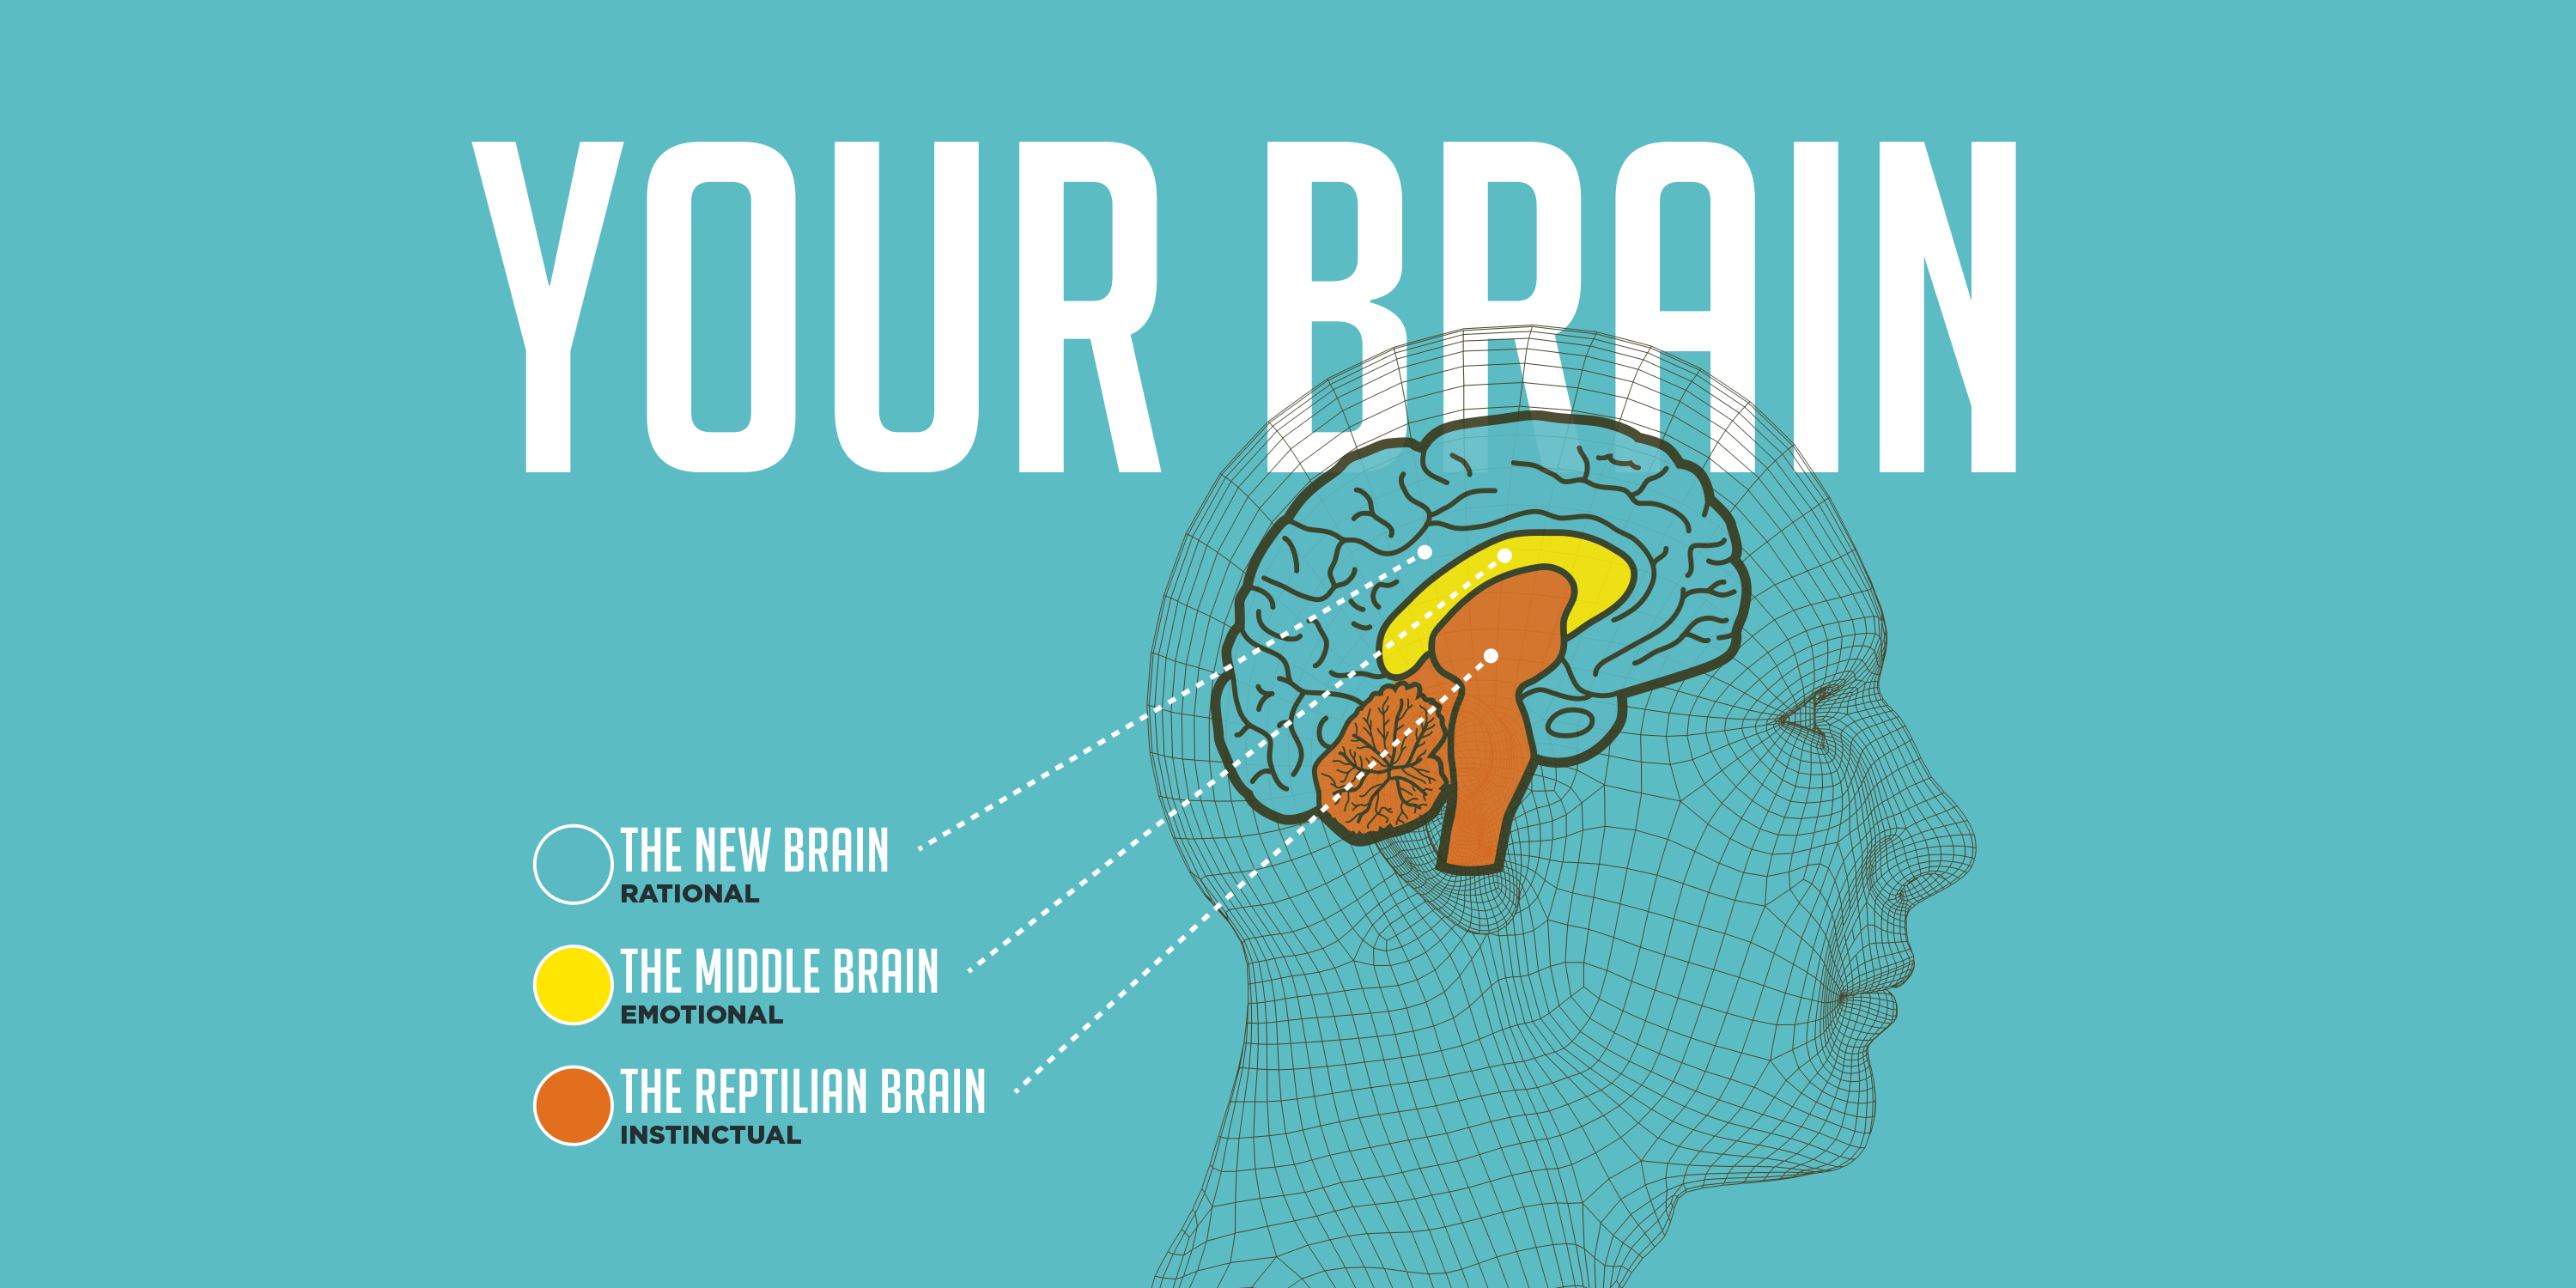 YOUR BRAIN
THE NEW BRAIN
RATIONAL
THE MIDDLE BRAIN
EMOTIONAL
THE REPTILIAN BRAIN
INSTINCTUAL